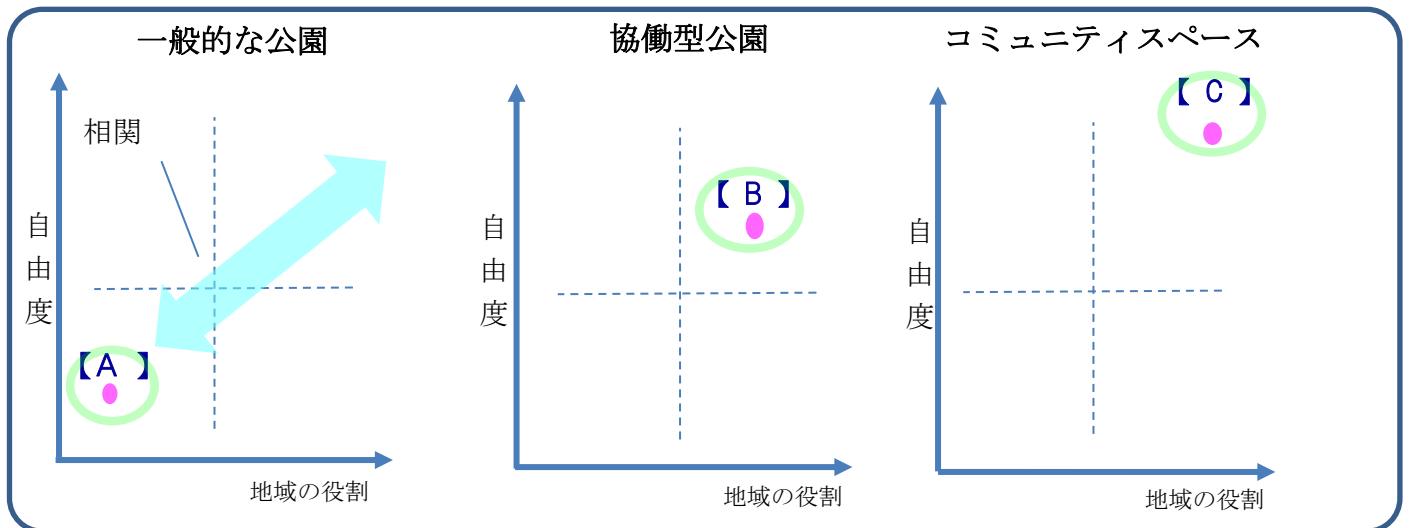 一般的な公園
相関
自由度
【A 】
地域の役割
協働型公園
【 B 】
自由度
地域の役割
コミュニティスペース
【 C 】
自由度
地域の役割